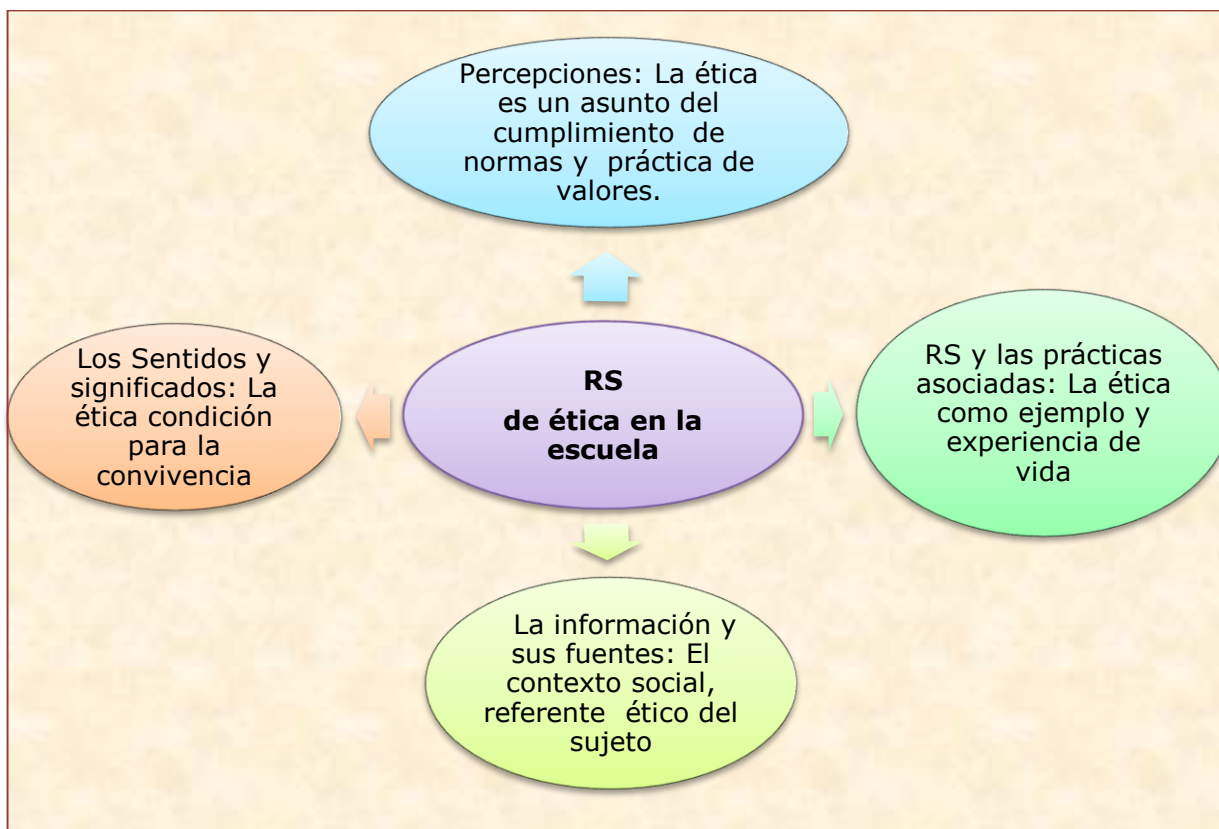 Percepciones: La ética
es un asunto del
cumplimiento de
normas y práctica de
valores.
Los Sentidos y
significados: La
ética condición
para la
convivencia
RS
de ética en la
escuela
RS y las prácticas
asociadas: La ética
como ejemplo y
experiencia de
vida
La información y
sus fuentes: El
contexto social,
referente ético del
sujeto